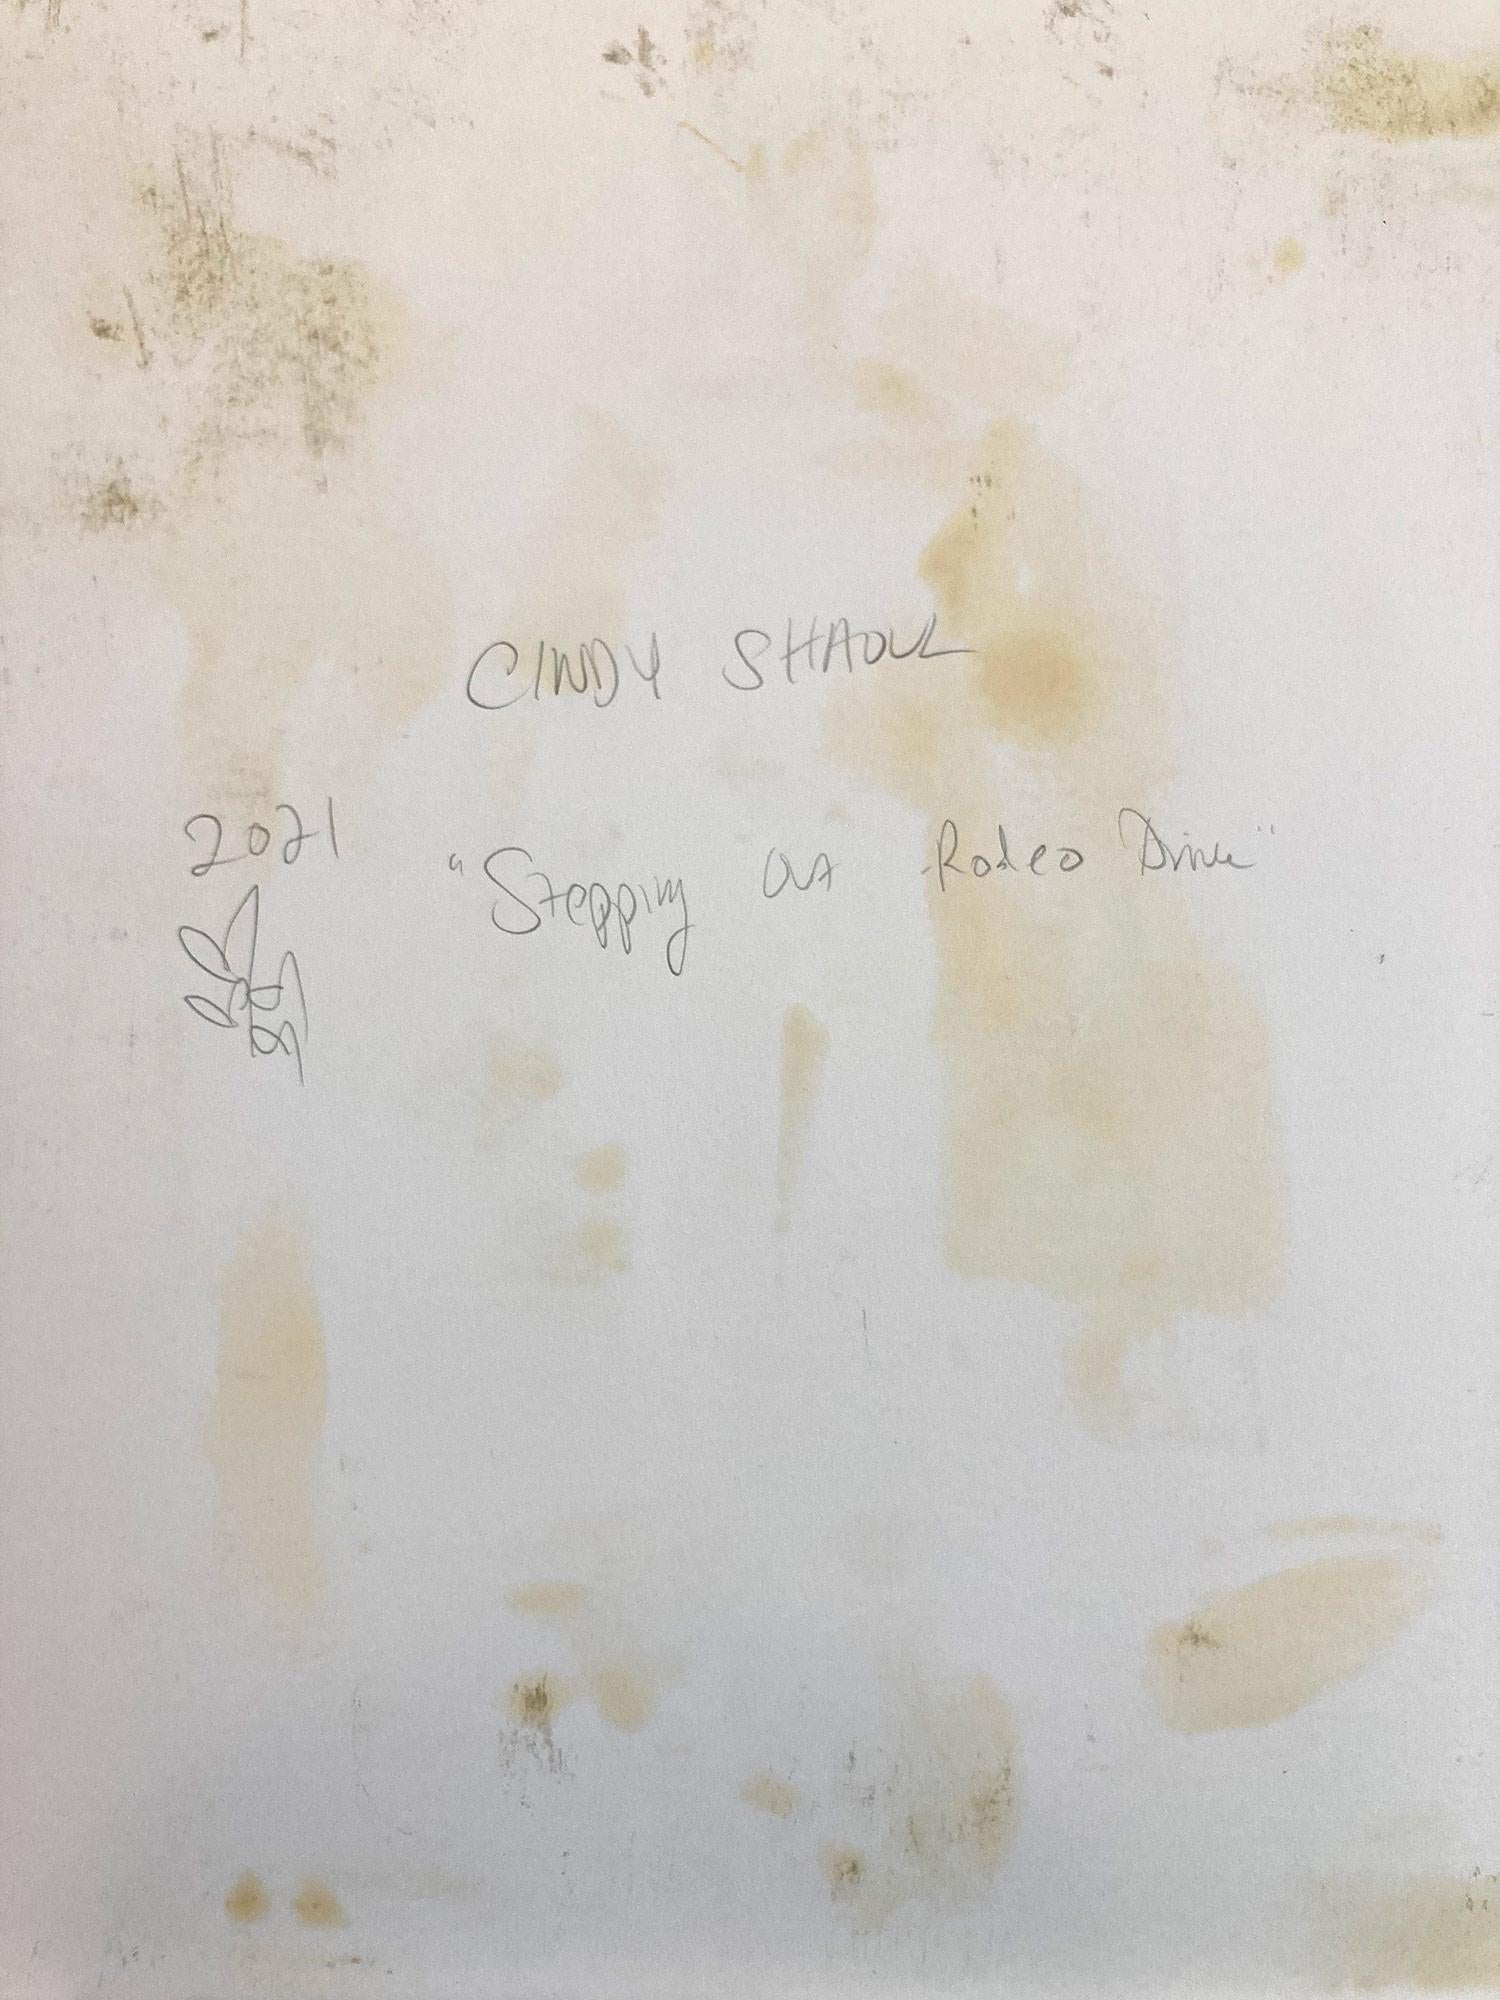 CINDY SHAOUL
2021
"Stepping Out Rodeo Drive"